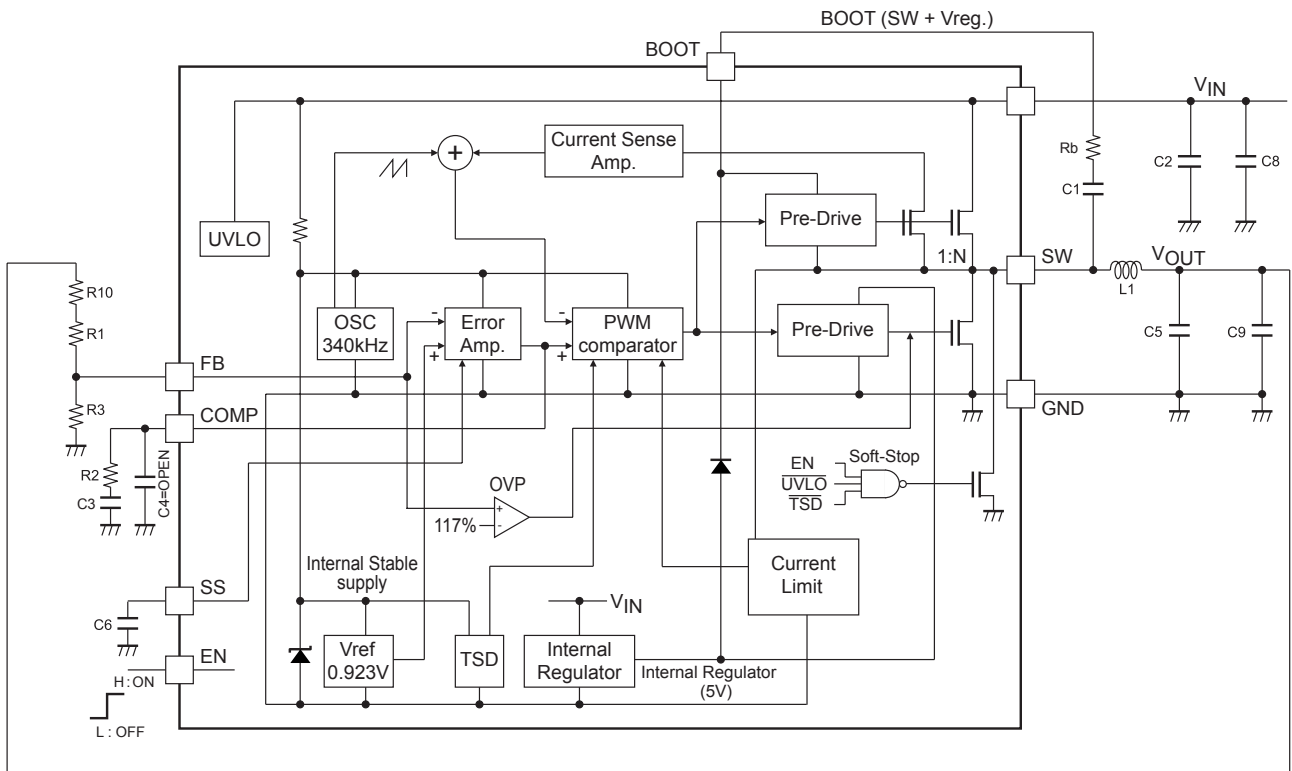 BOOT (SW + Vreg.)
BOOT
VIN
Current Sense
Amp.
+
Rb
C1
C2
C8
Pre-Drive
UVLO
1:N
SW
VOUT
L1
R10
R1
OSC
340kHz
-
Error
Amp.
+
-
PWM
comparator
+
Pre-Drive
C5
C9
FB
GND
R3
COMP
R2
C3
C4=OPEN
OVP
+
117%
-
Soft-Stop
EN
UVLO
TSD
Internal Stable
supply
SS
C6
Current
Limit
VIN
Vref
0.923V
TSD
Internal
Regulator
Internal Regulator
(5V)
EN
H:ON
L : OFF